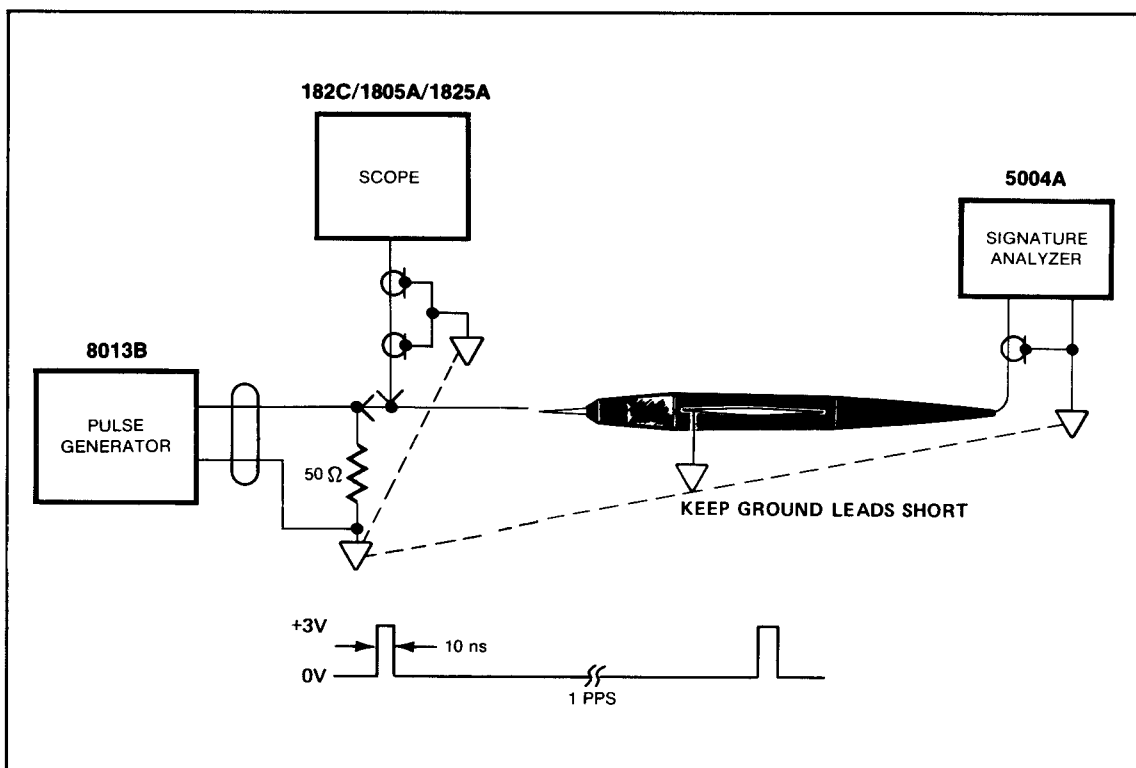 182C/1805A/1825A
SCOPE
5004A
SIGNATURE
ANALYZER
8013B
PULSE
GENERATOR
50 Ω
KEEP GROUND LEADS SHORT
+3V
10 ns
0V
1 PPS